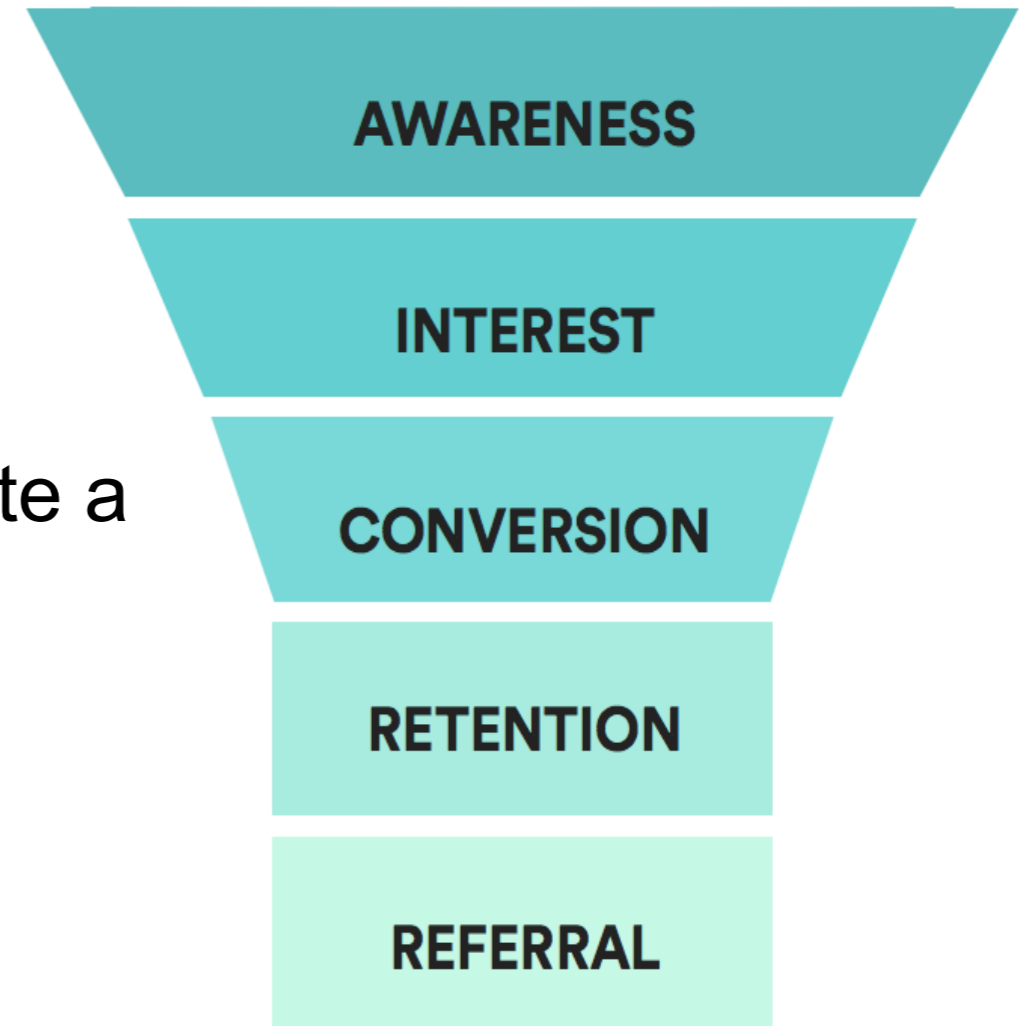 AWARENESS
INTEREST
te a
CONVERSION
RETENTION
REFERRAL